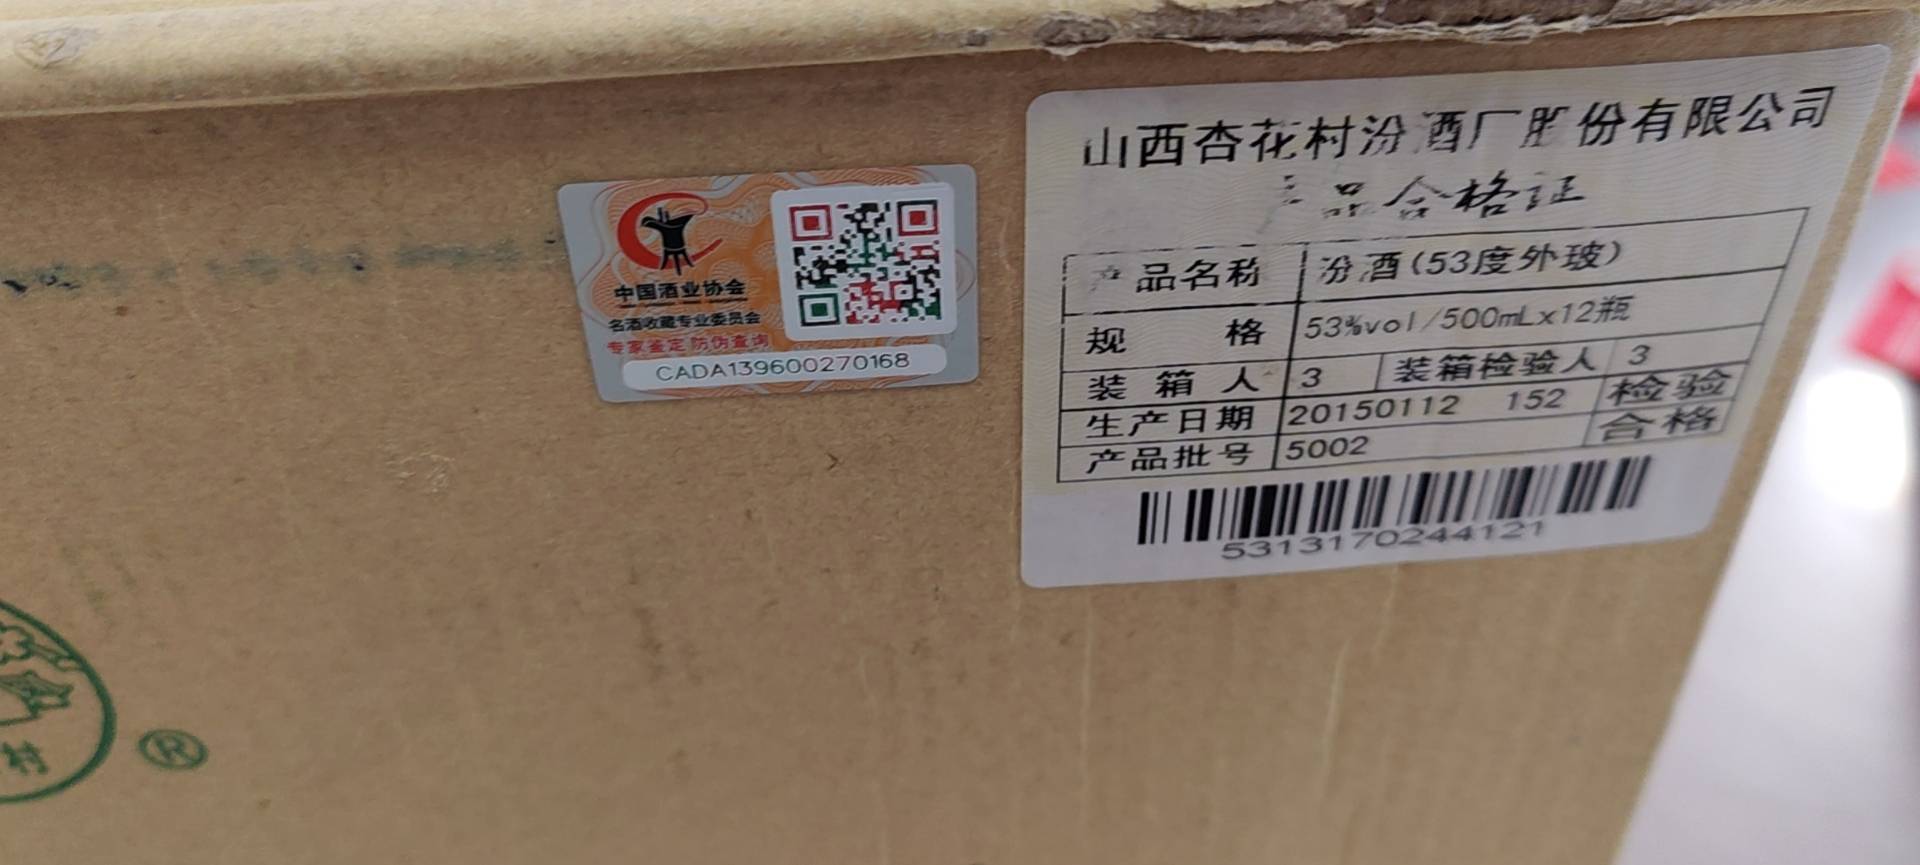 中国酒业协会
名酒收藏专业委员会
专家鉴定 防伪查询
CADA139600270168
山西杏花村汾酒厂股份有限公司
产品合格证
产品名称 汾酒(53度外玻)
规格 53%vol/500mLx12瓶
装箱人 3 装箱检验人 3
生产日期 20150112 152 检验
产品批号 5002 合格
5313170244121
村
®